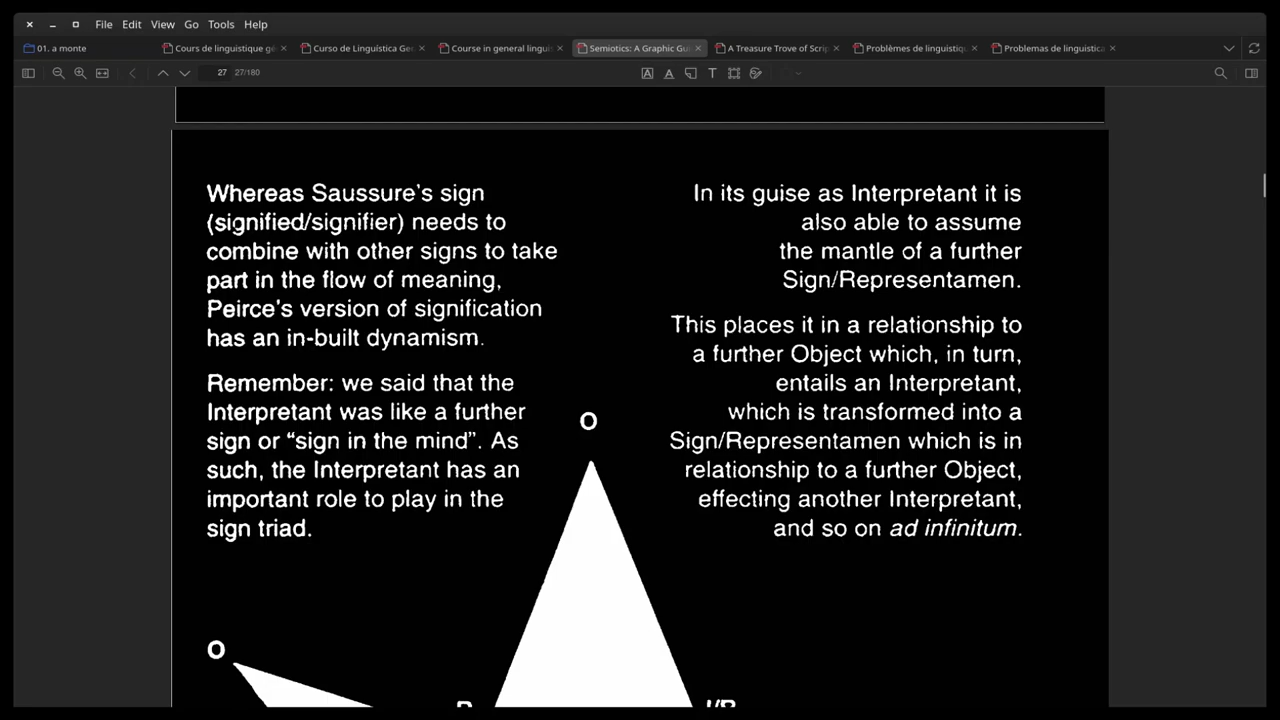 File Edit View Go Tools Help
01. a monte
Cours de linguistique gé
Curso de Linguística Ger
Course in general linguis
Semiotics: A Graphic Gui
A Treasure Trove of Scrip
Problèmes de linguistiqu
Problemas de linguistica
27 27/180
Whereas Saussure's sign
(signified/signifier) needs to
combine with other signs to take
part in the flow of meaning,
Peirce's version of signification
has an in-built dynamism.
Remember: we said that the
Interpretant was like a further
sign or “sign in the mind”. As
such, the Interpretant has an
important role to play in the
sign triad.
In its guise as Interpretant it is
also able to assume
the mantle of a further
Sign/Representamen.
This places it in a relationship to
a further Object which, in turn,
entails an Interpretant,
which is transformed into a
Sign/Representamen which is in
relationship to a further Object,
effecting another Interpretant,
and so on ad infinitum.
O
O
R
I/R